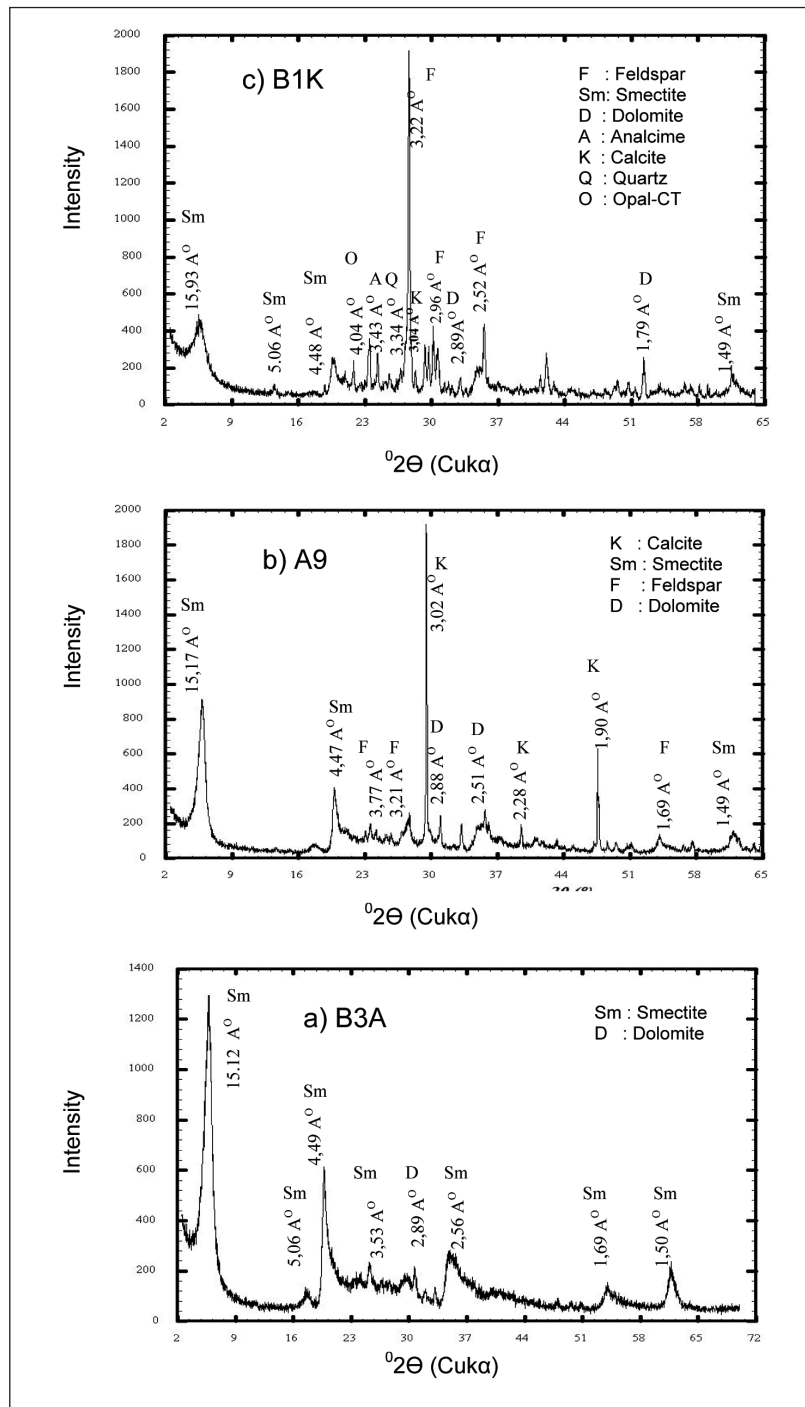 c) B1K
F : Feldspar
Sm: Smectite
D : Dolomite
A : Analcime
K : Calcite
Q : Quartz
O : Opal-CT
Intensity
2000
1800
1600
1400
1200
1000
800
600
400
200
0
Sm
15,93 A^O
Sm
5.06 A^O
Sm
4,48 A^O
O
4,04 A^O
A
3,43 A^O
Q
3,34 A^O
K
3,04 A^O
F
3,22 A^O
F
2,96 A^O
D
2,89A^O
F
2,52 A^O
D
1,79 A^O
Sm
1,49 A^O
2 9 16 23 30 37 44 51 58 65
^02Θ (Cukα)
b) A9
K : Calcite
Sm : Smectite
F : Feldspar
D : Dolomite
Intensity
2000
1800
1600
1400
1200
1000
800
600
400
200
0
Sm
15,17 A^O
Sm
4,47 A^O
F
3,77 A^O
F
3,21 A^O
K
3,02 A^O
D
2,88 A^O
D
2,51 A^O
K
2,28 A^O
K
1,90 A^O
F
1,69 A^O
Sm
1,49 A^O
2 9 16 23 30 37 44 51 58 65
^02Θ (Cukα)
a) B3A
Sm : Smectite
D : Dolomite
Intensity
1400
1200
1000
800
600
400
200
0
Sm
15.12 A^O
Sm
5,06 A^O
Sm
4,49 A^O
Sm
3,53 A^O
D
2,89 A^O
Sm
2,56 A^O
Sm
1,69 A^O
Sm
1,50 A^O
2 9 16 23 30 37 44 51 58 65 72
^02Θ (Cukα)